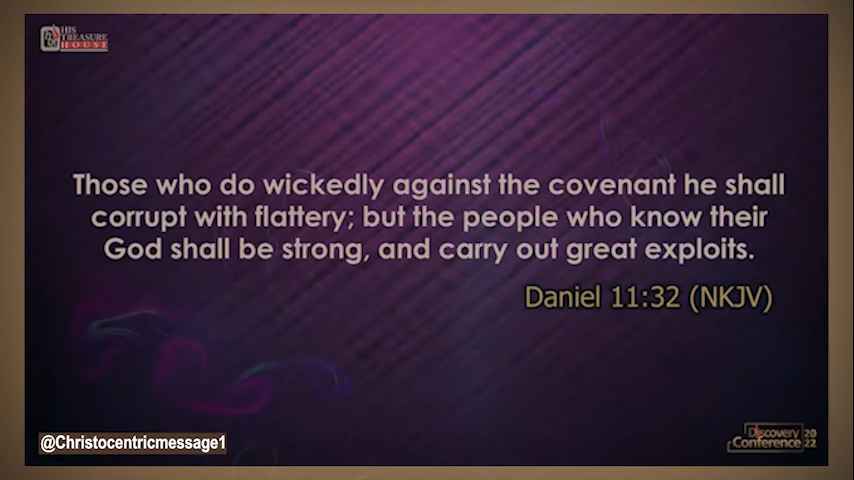 HIS
TREASURE
HOUSE
Those who do wickedly against the covenant he shall
corrupt with flattery; but the people who know their
God shall be strong, and carry out great exploits.
Daniel 11:32 (NKJV)
@Christocentricmessage1
Discovery 20
Conference 22